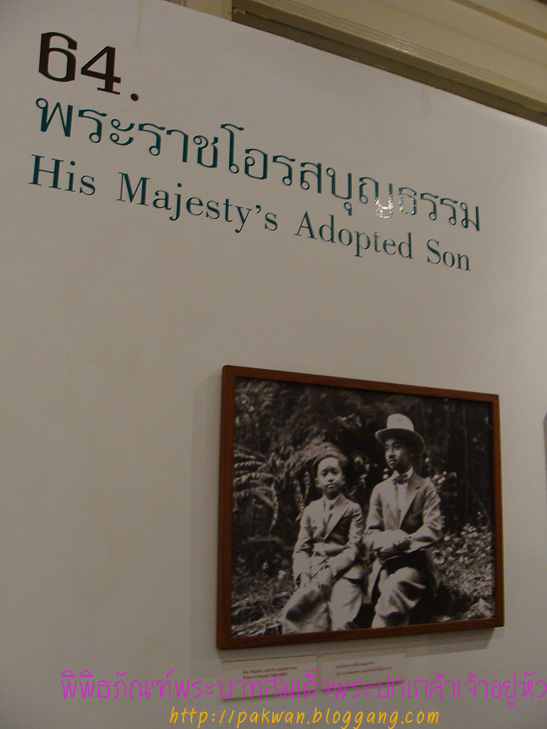 64.
พระราชโอรสบุญธรรม
His Majesty's Adopted Son
พิพิธภัณฑ์พระบาทสมเด็จพระปกเกล้าเจ้าอยู่หัว
http://pakwan.bloggang.com